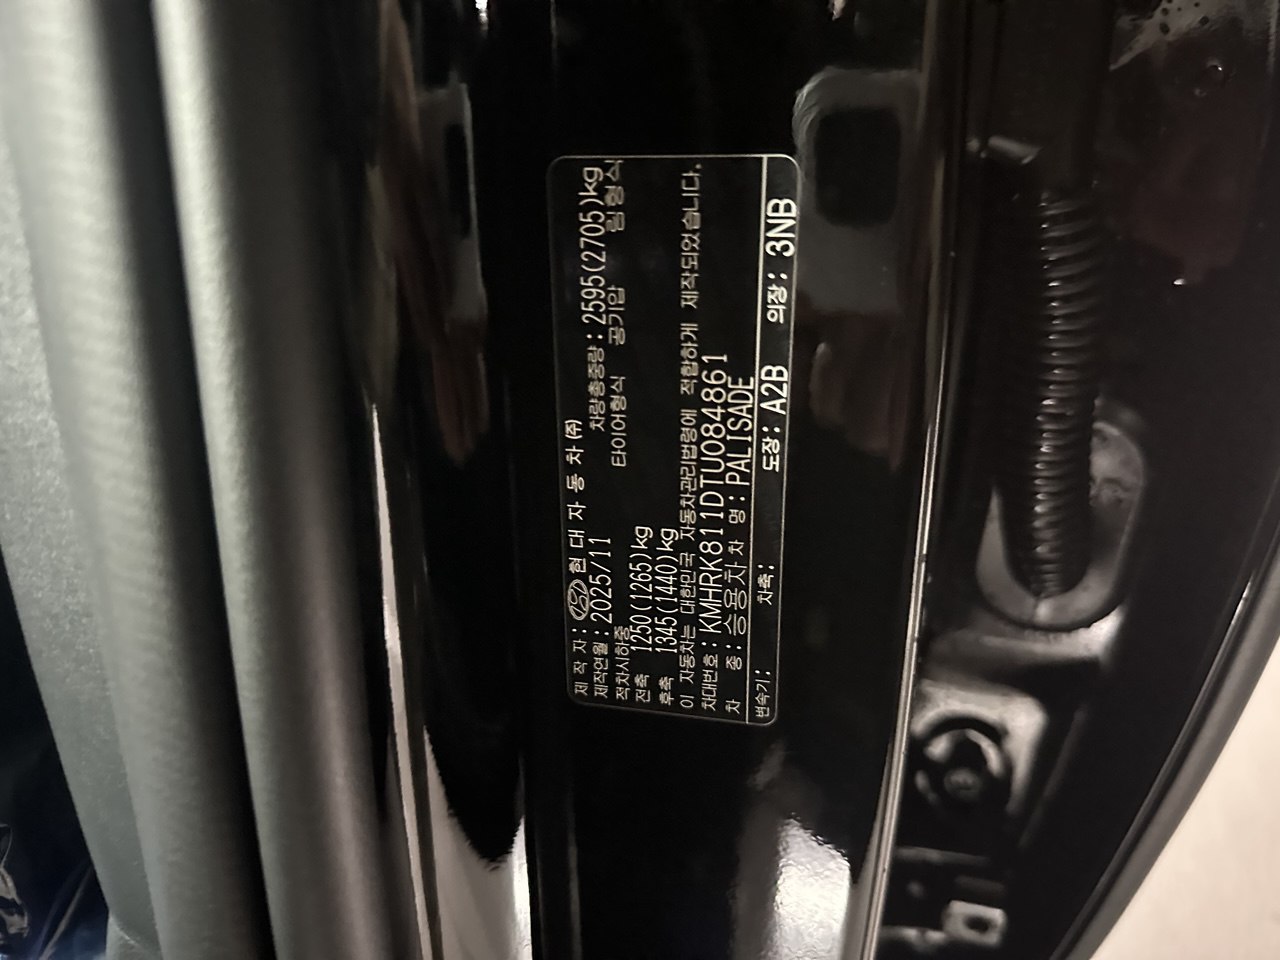 제 작 자 : 현 대 자 동 차 (주)
제작연월 : 2025/11 차량총중량 : 2595(2705)kg
적차시하중 타이어형식 공기압 림형식
전축 1250(1265)kg
후축 1345(1440)kg
이 자동차는 대한민국 자동차관리법령에 적합하게 제작되었습니다.
차대번호 : KMHRK811DTU084861
차 종 : 승용차 차 명 : PALISADE
변속기 : 차축 : 도장 : A2B 의장 : 3NB